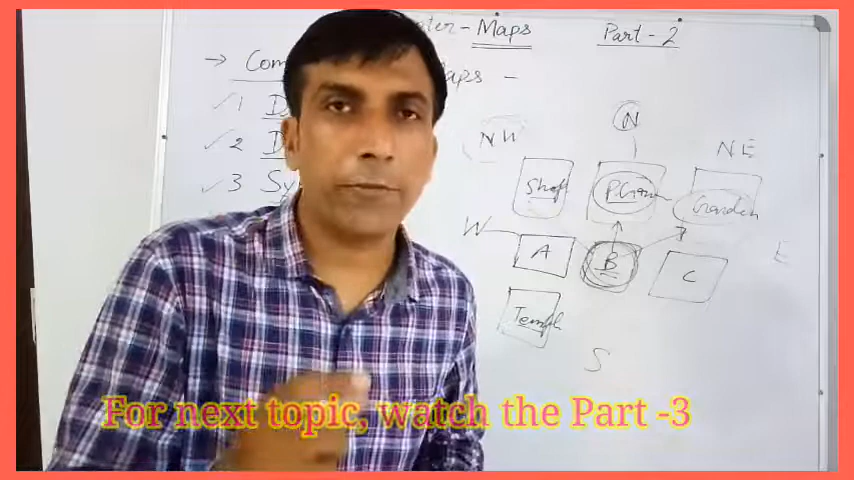 ter - Maps Part - 2
→ Com aps -
✓ 1 D
✓ 2 D
✓ 3 Sy
N
NW
NE
Shop
Garden
W
A
B
C
E
Temple
S
For next topic, watch the Part -3